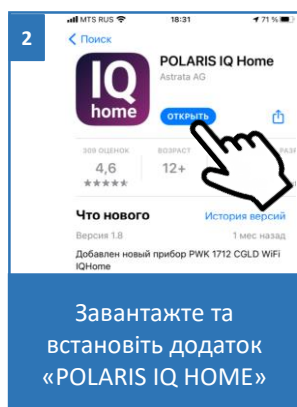 MTS RUS 18:31 71 %
2
Поиск
IQ
home
POLARIS IQ Home
Astrata AG
ОТКРЫТЬ
309 ОЦЕНОК ВОЗРАСТ
4,6 12+
★★★★★
Что нового История версий
Версия 1.8 1 мес назад
Добавлен новый прибор PWK 1712 CGLD WiFi
IQHome
Завантажте та
встановіть додаток
«POLARIS IQ HOME»